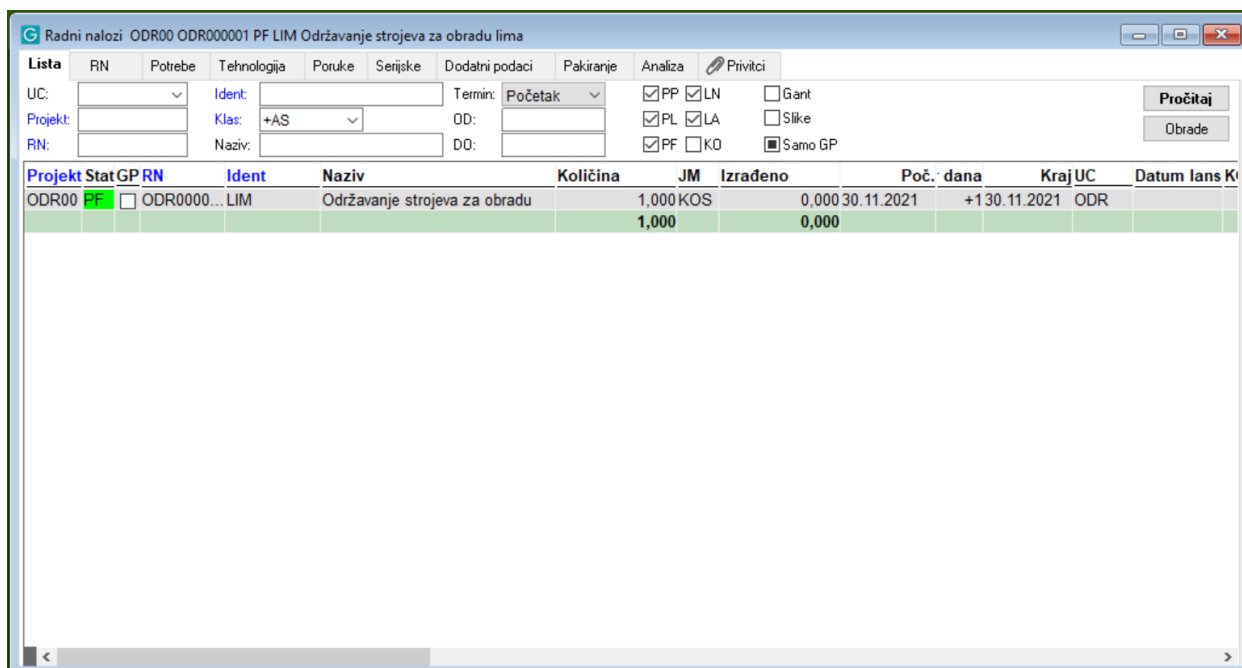 G Radni nalozi ODR00 ODR000001 PF LIM Održavanje strojeva za obradu lima
Lista RN Potrebe Tehnologija Poruke Serijske Dodatni podaci Pakiranje Analiza Privitci
UC: Ident: Termin: Početak PP LN Gant Pročitaj
Projekt: Klas: +AS OD: PL LA Slike Obrade
RN: Naziv: DO: PF KO Samo GP
Projekt Stat GP RN Ident Naziv Količina JM Izrađeno Poč. dana Kraj UC Datum lans
ODR00 PF ODR0000... LIM Održavanje strojeva za obradu 1,000 KOS 0,000 30.11.2021 +1 30.11.2021 ODR
1,000 0,000